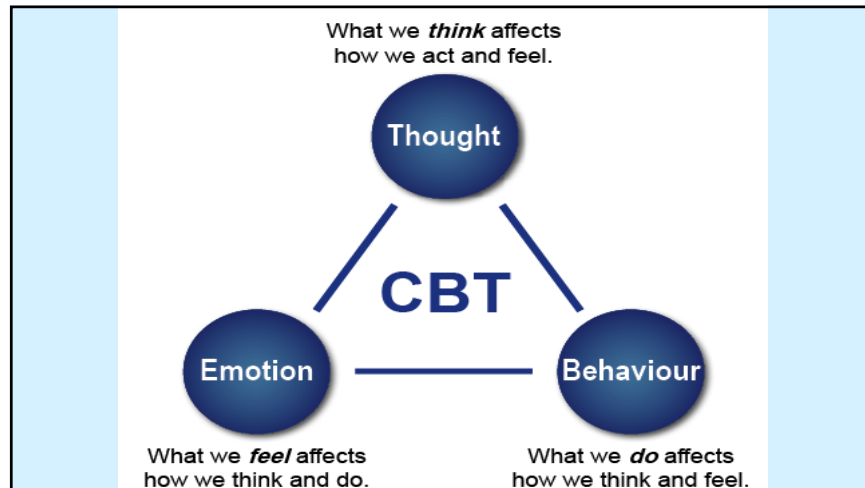 What we think affects
how we act and feel.
Thought
CBT
Emotion
Behaviour
What we feel affects
how we think and do.
What we do affects
how we think and feel.